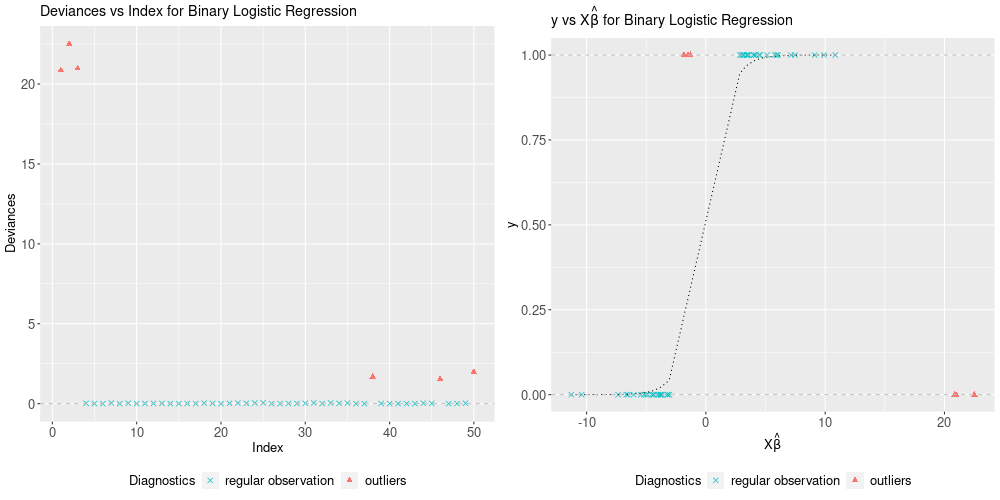 Deviances vs Index for Binary Logistic Regression
20
15
10
5
0
Deviances
0 10 20 30 40 50
Index
Diagnostics regular observation outliers
y vs Xβ̂ for Binary Logistic Regression
1.00
0.75
0.50
0.25
0.00
y
-10 0 10 20
Xβ̂
Diagnostics regular observation outliers